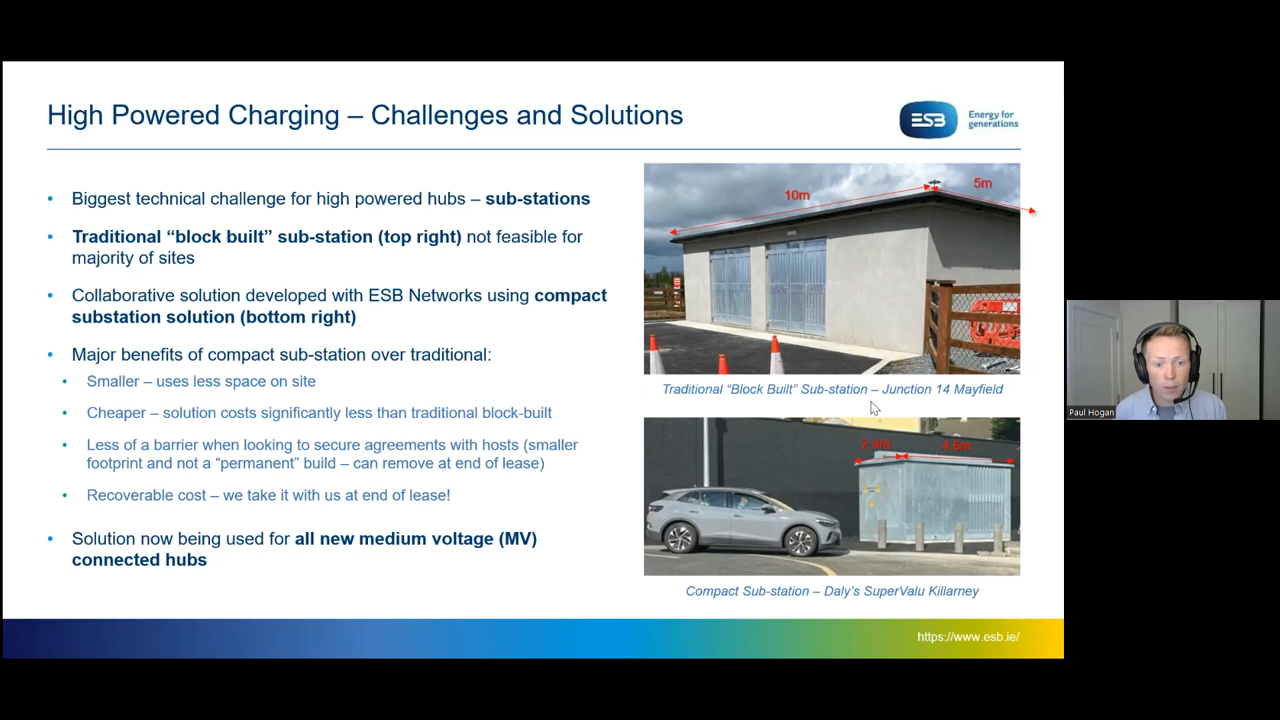 High Powered Charging – Challenges and Solutions
ESB
Energy for
generations
• Biggest technical challenge for high powered hubs – sub-stations
• Traditional “block built” sub-station (top right) not feasible for
majority of sites
• Collaborative solution developed with ESB Networks using compact
substation solution (bottom right)
• Major benefits of compact sub-station over traditional:
• Smaller – uses less space on site
• Cheaper – solution costs significantly less than traditional block-built
• Less of a barrier when looking to secure agreements with hosts (smaller
footprint and not a “permanent” build – can remove at end of lease)
• Recoverable cost – we take it with us at end of lease!
• Solution now being used for all new medium voltage (MV)
connected hubs
10m
5m
Traditional “Block Built” Sub-station – Junction 14 Mayfield
2.4m
4.6m
Compact Sub-station – Daly’s SuperValu Killarney
https://www.esb.ie/
Paul Hogan